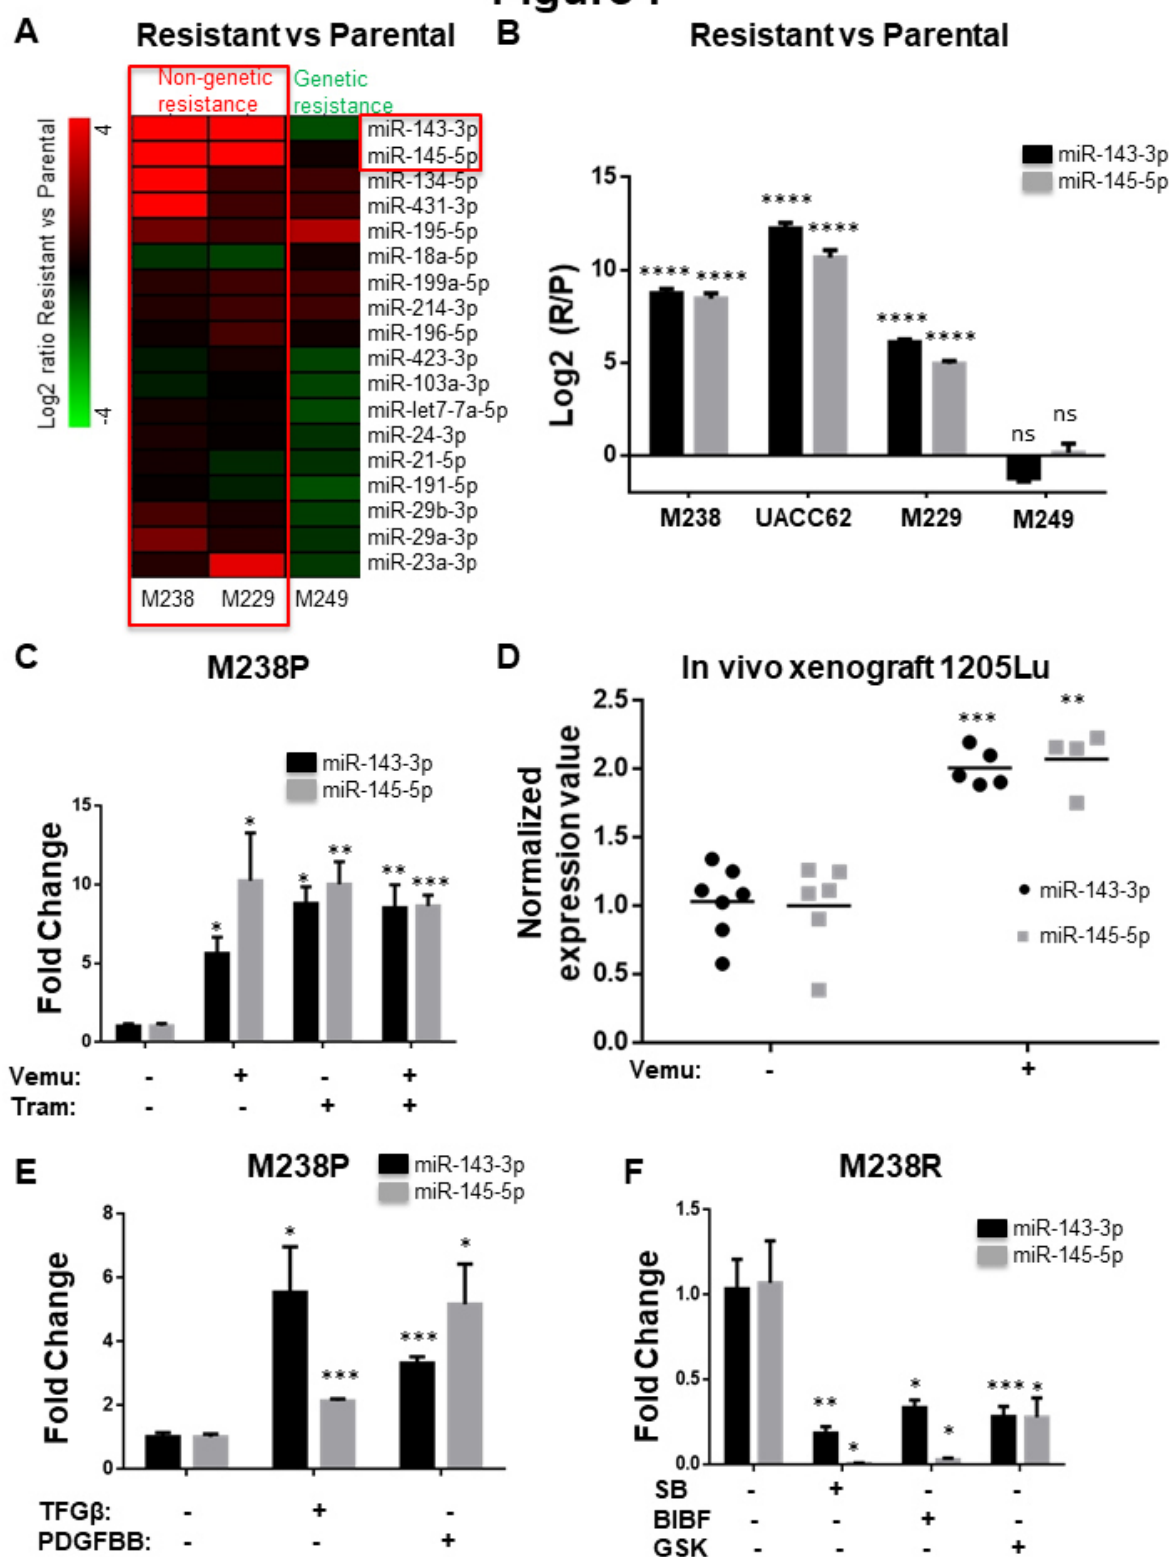 A
Resistant vs Parental
Non-genetic
resistance
Genetic
resistance
Log2 ratio Resistant vs Parental
4
-4
miR-143-3p
miR-145-5p
miR-134-5p
miR-431-3p
miR-195-5p
miR-18a-5p
miR-199a-5p
miR-214-3p
miR-196-5p
miR-423-3p
miR-103a-3p
miR-let7-7a-5p
miR-24-3p
miR-21-5p
miR-191-5p
miR-29b-3p
miR-29a-3p
miR-23a-3p
M238 M229 M249
B
Resistant vs Parental
miR-143-3p
miR-145-5p
Log2 (R/P)
15
10
5
0
**** ****
**** ****
**** ****
ns ns
M238 UACC62 M229 M249
C
M238P
miR-143-3p
miR-145-5p
Fold Change
15
10
5
0
* *
* **
** ***
Vemu: - + - +
Tram: - - + +
D
In vivo xenograft 1205Lu
Normalized
expression value
2.5
2.0
1.5
1.0
0.5
0.0
*** **
miR-143-3p
miR-145-5p
Vemu: - +
E
M238P
miR-143-3p
miR-145-5p
Fold Change
8
6
4
2
0
* ***
*** *
TFGβ: - + -
PDGFBB: - - +
F
M238R
miR-143-3p
miR-145-5p
Fold Change
1.5
1.0
0.5
0.0
** *
* *
*** *
SB - + - -
BIBF - - + -
GSK - - - +